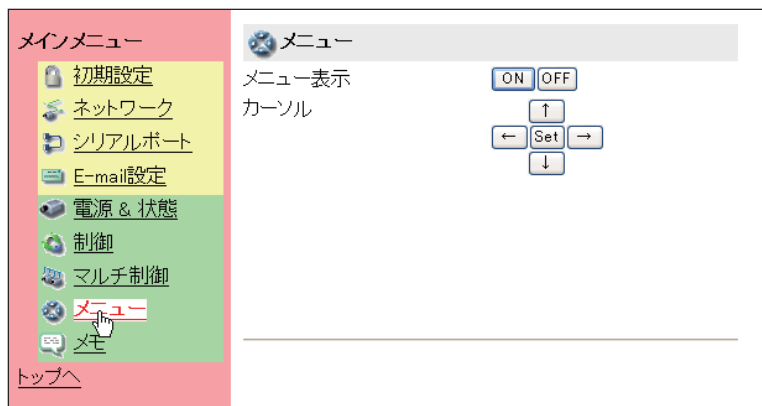 メインメニュー
初期設定
ネットワーク
シリアルポート
E-mail設定
電源 & 状態
制御
マルチ制御
メニュー
メモ
トップへ
メニュー
メニュー表示 ON OFF
カーソル ↑
← Set →
↓